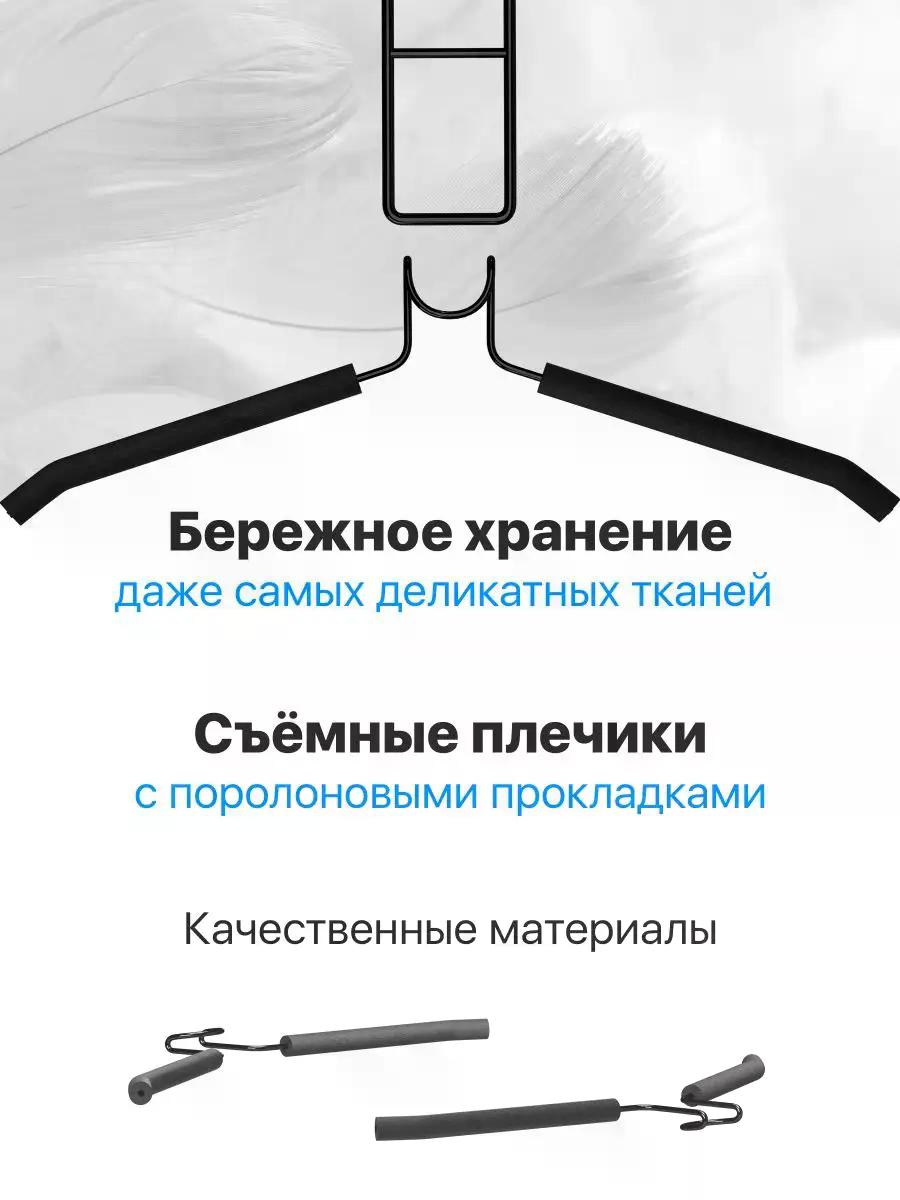 Бережное хранение
даже самых деликатных тканей
Съёмные плечики
с поролоновыми прокладками
Качественные материалы